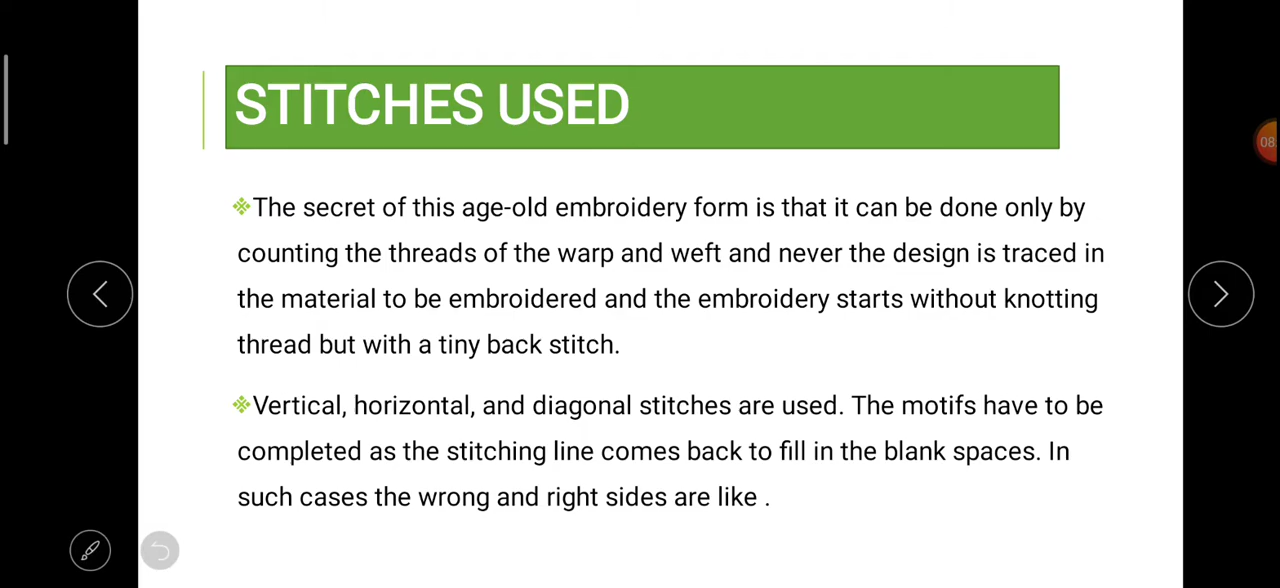 STITCHES USED
The secret of this age-old embroidery form is that it can be done only by
counting the threads of the warp and weft and never the design is traced in
the material to be embroidered and the embroidery starts without knotting
thread but with a tiny back stitch.
Vertical, horizontal, and diagonal stitches are used. The motifs have to be
completed as the stitching line comes back to fill in the blank spaces. In
such cases the wrong and right sides are like .